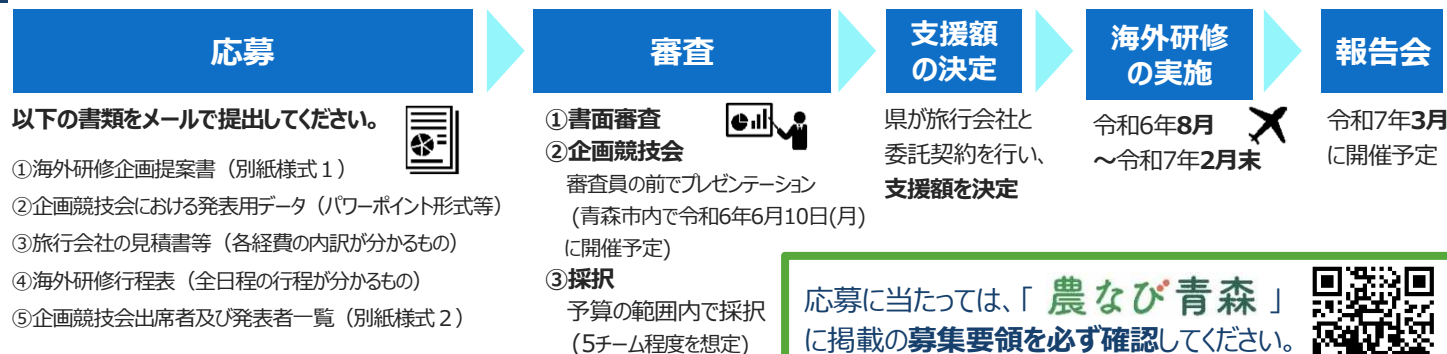 応募
以下の書類をメールで提出してください。
①海外研修企画提案書（別紙様式１）
②企画競技会における発表用データ（パワーポイント形式等）
③旅行会社の見積書等（各経費の内訳が分かるもの）
④海外研修行程表（全日程の行程が分かるもの）
⑤企画競技会出席者及び発表者一覧（別紙様式２）
審査
①書面審査
②企画競技会
審査員の前でプレゼンテーション
(青森市内で令和6年6月10日(月)
に開催予定)
③採択
予算の範囲内で採択
(5チーム程度を想定)
支援額
の決定
県が旅行会社と
委託契約を行い、
支援額を決定
海外研修
の実施
令和6年8月
～令和7年2月末
報告会
令和7年3月
に開催予定
応募に当たっては、「 農なび青森 」
に掲載の募集要領を必ず確認してください。